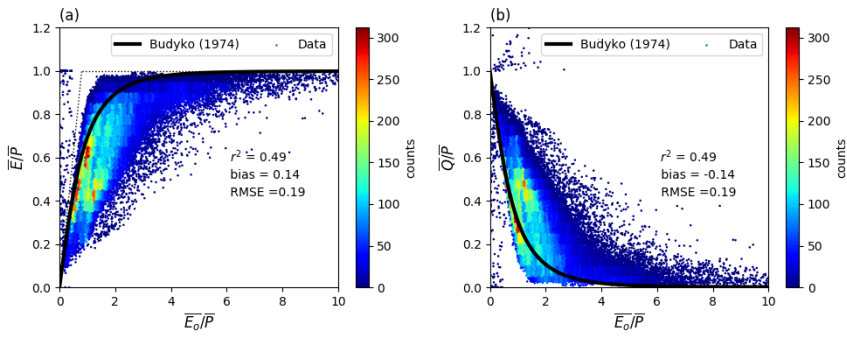 (a)
1.2
1.0
0.8
0.6
0.4
0.2
0.0
E̅/P̅
Budyko (1974)
Data
r² = 0.49
bias = 0.14
RMSE =0.19
0 2 4 6 8 10
E̅ₒ/P̅
300
250
200
150
100
50
0
counts
(b)
1.2
1.0
0.8
0.6
0.4
0.2
0.0
Q̅/P̅
Budyko (1974)
Data
r² = 0.49
bias = -0.14
RMSE =0.19
0 2 4 6 8 10
E̅ₒ/P̅
300
250
200
150
100
50
0
counts